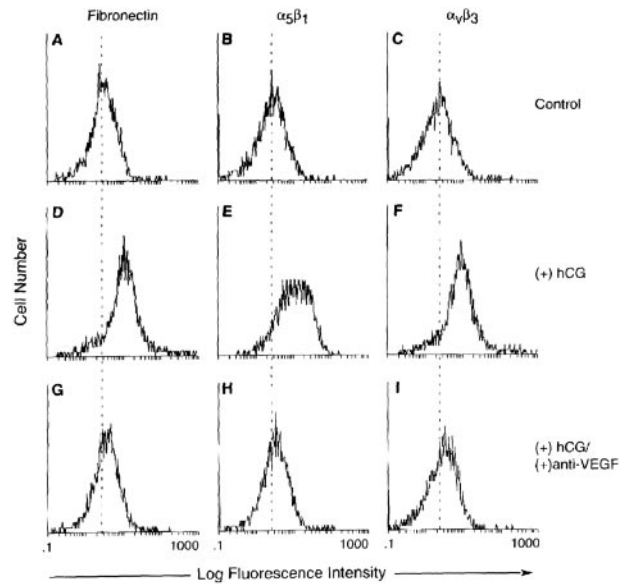 Fibronectin α₅β₁ αᵥβ₃
A B C
Control
D E F
(+) hCG
Cell Number
G H I
(+) hCG/
(+)anti-VEGF
.1 1000 .1 1000 .1 1000
Log Fluorescence Intensity